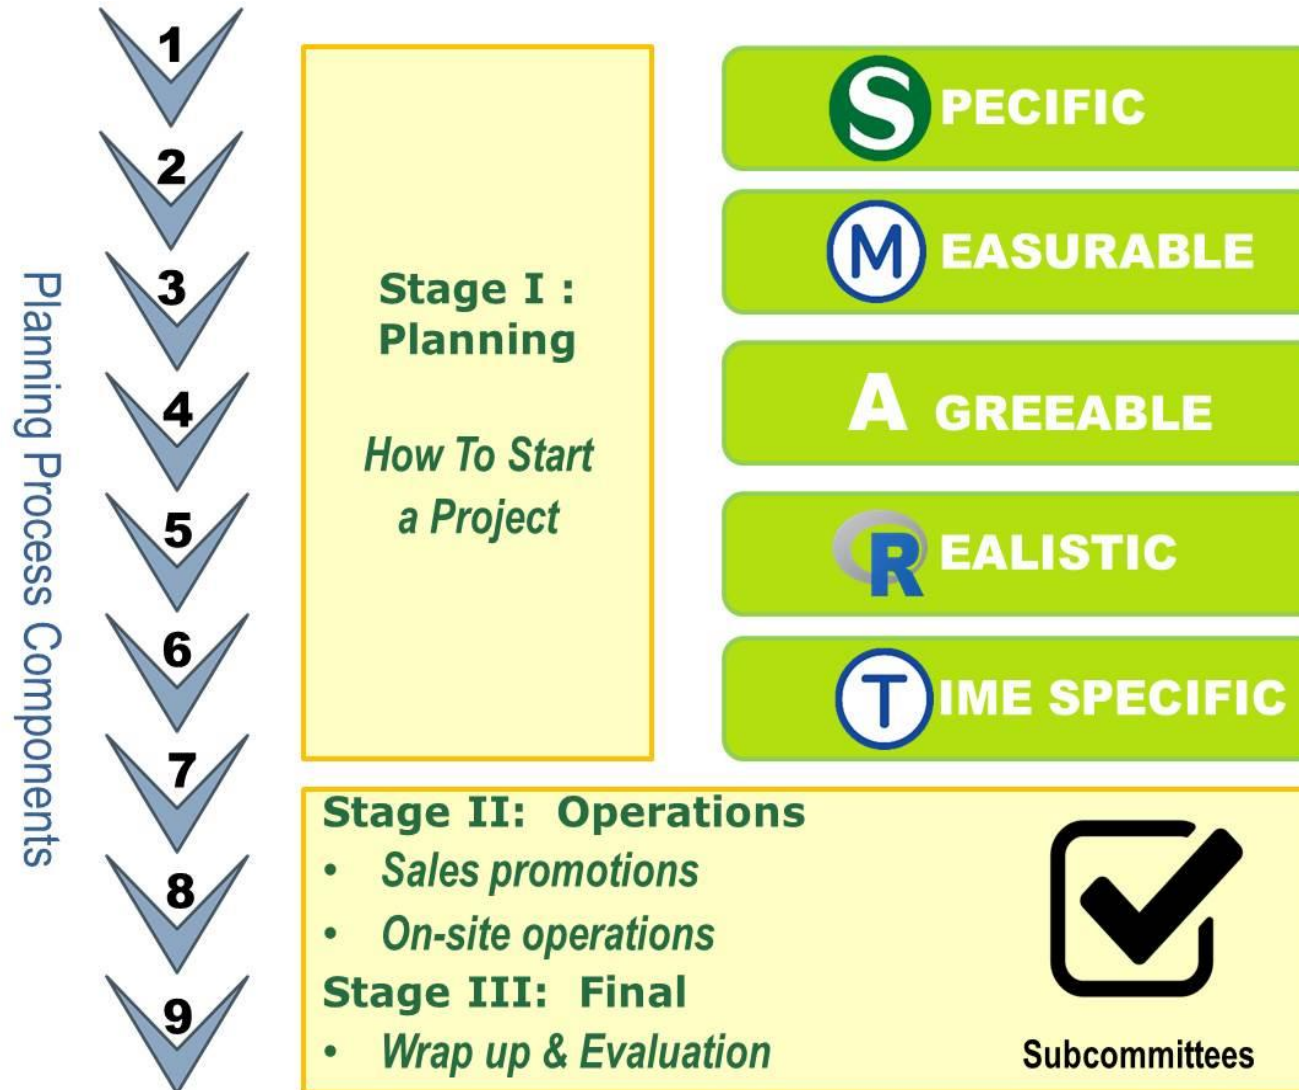 Planning Process Components
1
2
3
4
5
6
7
8
9
Stage I :
Planning
How To Start
a Project
SPECIFIC
MEASURABLE
A GREEABLE
REALISTIC
TIME SPECIFIC
Stage II: Operations
• Sales promotions
• On-site operations
Stage III: Final
• Wrap up & Evaluation
Subcommittees